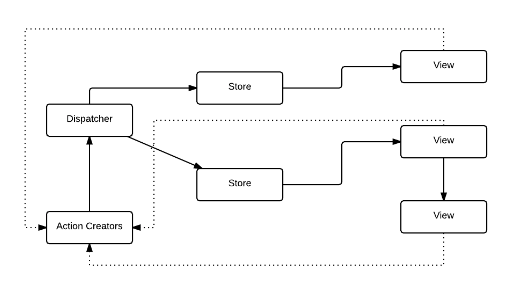 View
Store
Dispatcher
View
Store
View
Action Creators